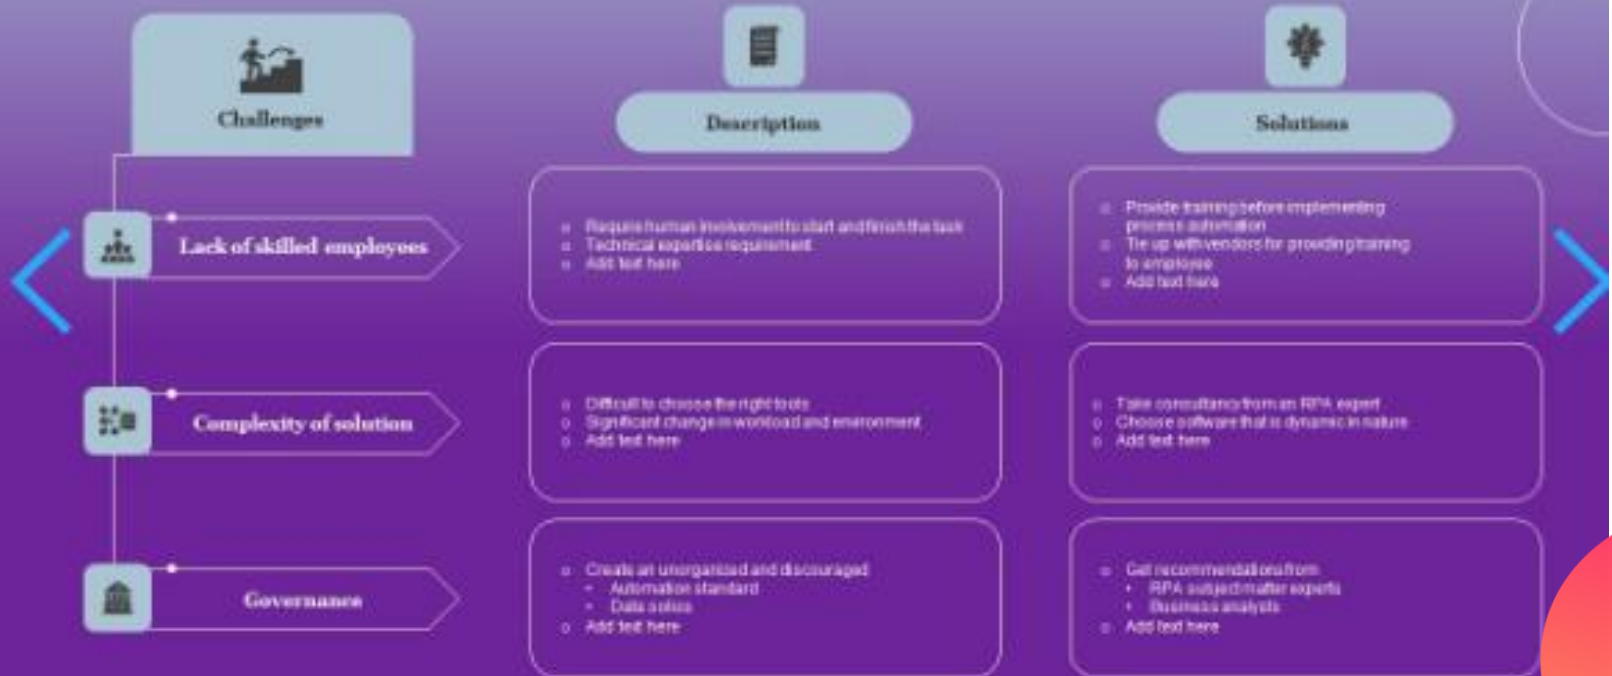 Challenges
Description
Solutions
Lack of skilled employees
Require human involvement to start and finish the task
Technical expertise requirement
Add text here
Provide training before implementing
process automation
Tie up with vendors for providing training
to employee
Add text here
Complexity of solution
Difficult to choose the right tools
Significant change in workload and environment
Add text here
Take consultancy from an RPA expert
Choose software that is dynamic in nature
Add text here
Governance
Create an unorganized and discouraged
Automation standard
Data
Add text here
Get recommendations from
RPA subject matter experts
Business analysts
Add text here